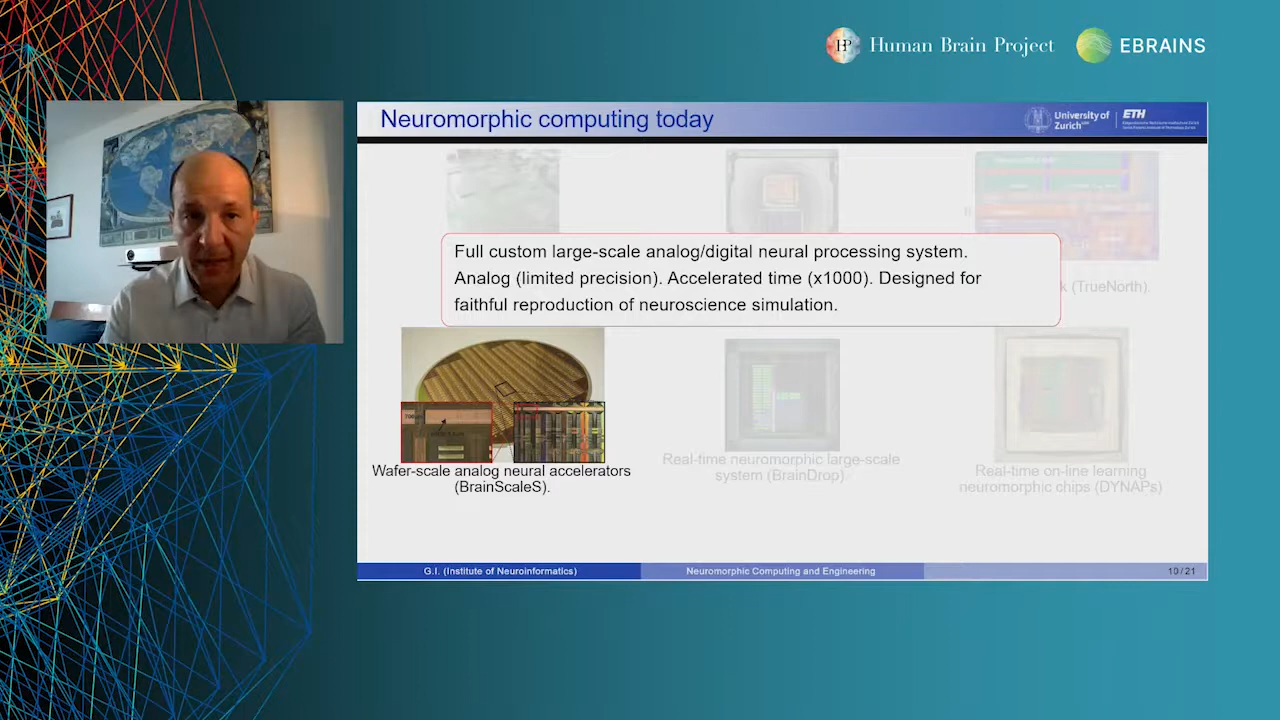 HP Human Brain Project
EBRAINS
Neuromorphic computing today
University of
Zurich
ETH
Full custom large-scale analog/digital neural processing system.
Analog (limited precision). Accelerated time (x1000). Designed for
faithful reproduction of neuroscience simulation.
(TrueNorth).
Wafer-scale analog neural accelerators
(BrainScaleS).
Real-time neuromorphic large-scale
system (BrainDrop).
Real-time on-line learning
neuromorphic chips (DYNAPs)
G.I. (Institute of Neuroinformatics)
Neuromorphic Computing and Engineering
10/21